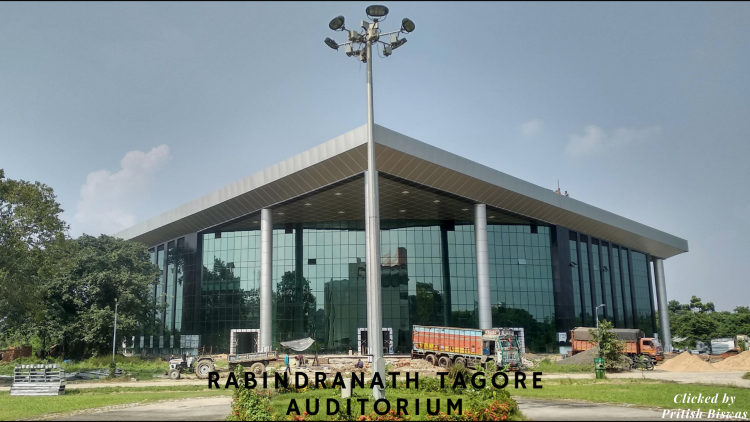 RABINDRANATH TAGORE
AUDITORIUM
Clicked by
Pritish Biswas